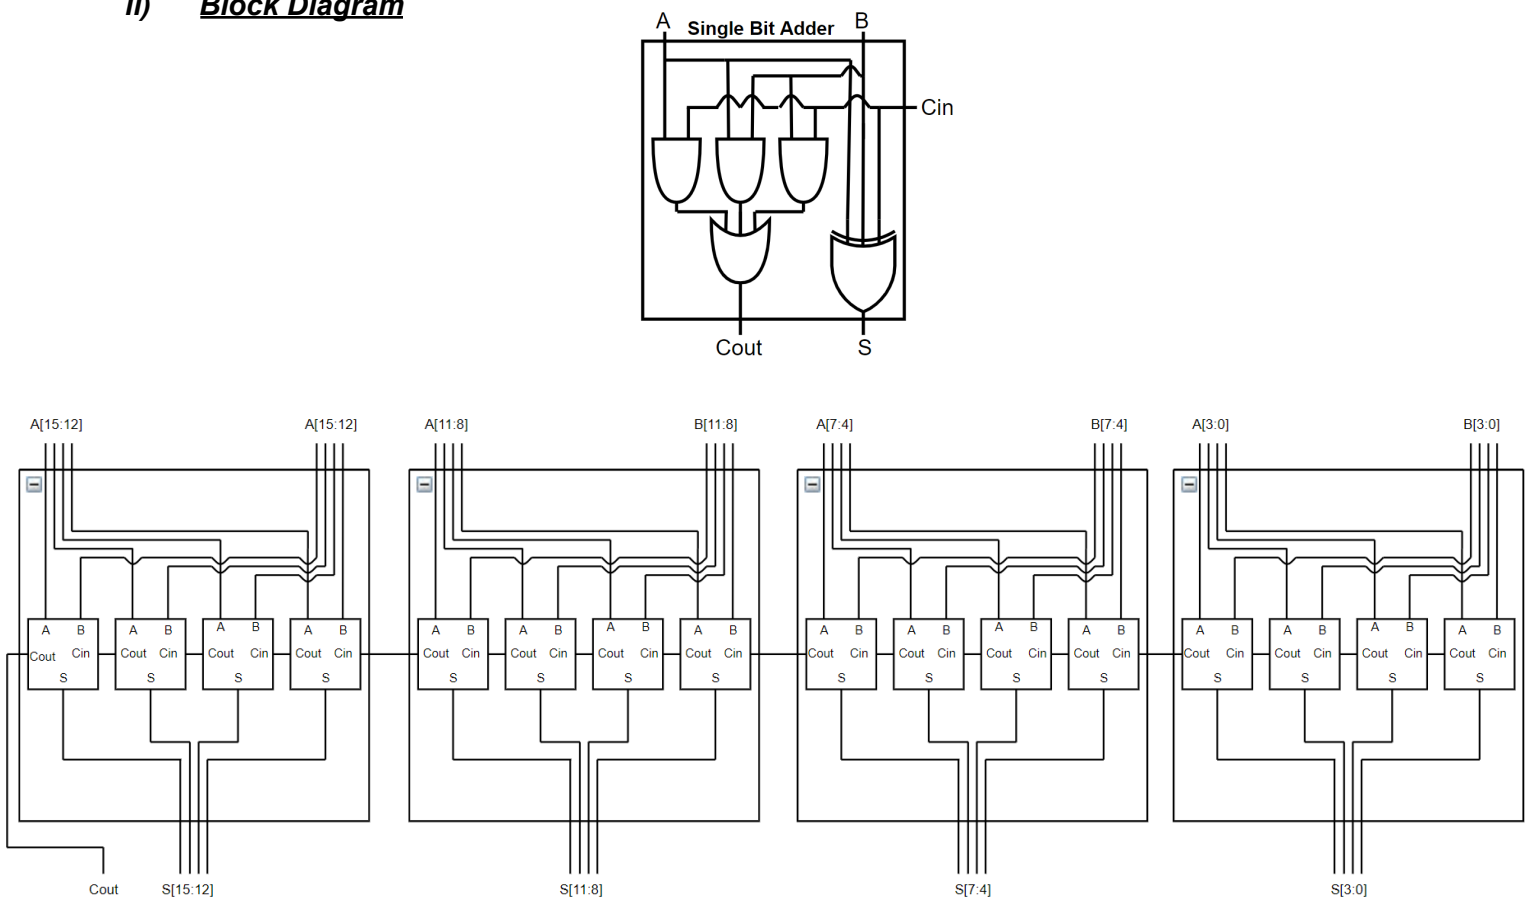 ii) Block Diagram
A Single Bit Adder B
Cin
Cout S
A[15:12] A[15:12] A[11:8] B[11:8] A[7:4] B[7:4] A[3:0] B[3:0]
A B A B A B A B A B A B A B A B A B A B A B A B A B A B A B A B
Cout Cin Cout Cin Cout Cin Cout Cin Cout Cin Cout Cin Cout Cin Cout Cin Cout Cin Cout Cin Cout Cin Cout Cin Cout Cin Cout Cin Cout Cin Cout Cin
S S S S S S S S S S S S S S S S
Cout S[15:12] S[11:8] S[7:4] S[3:0]